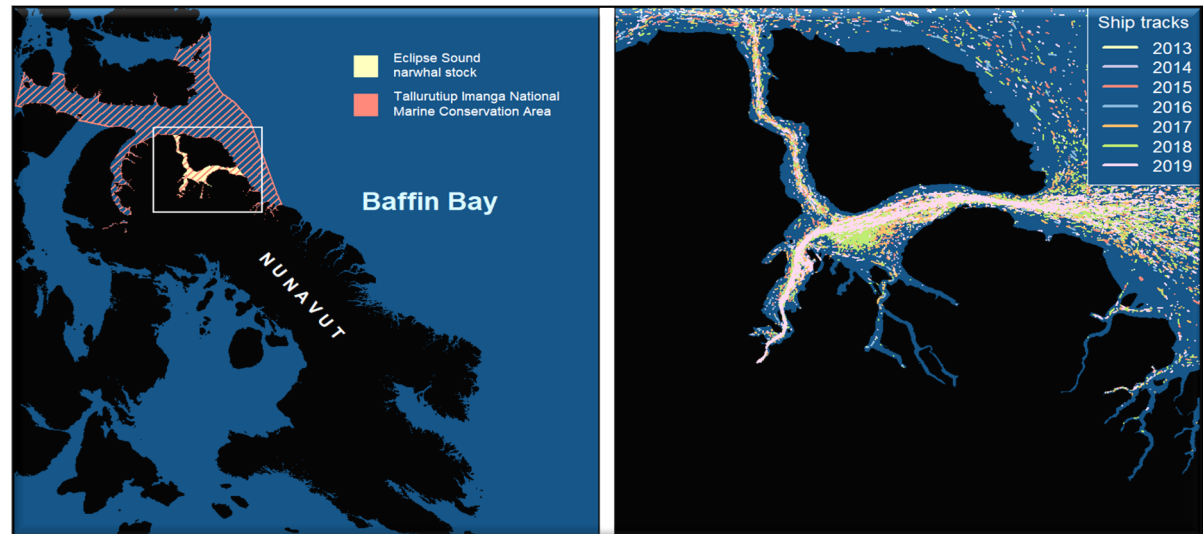 Eclipse Sound
narwhal stock
Tallurutiup Imanga National
Marine Conservation Area
Baffin Bay
NUNAVUT
Ship tracks
2013
2014
2015
2016
2017
2018
2019